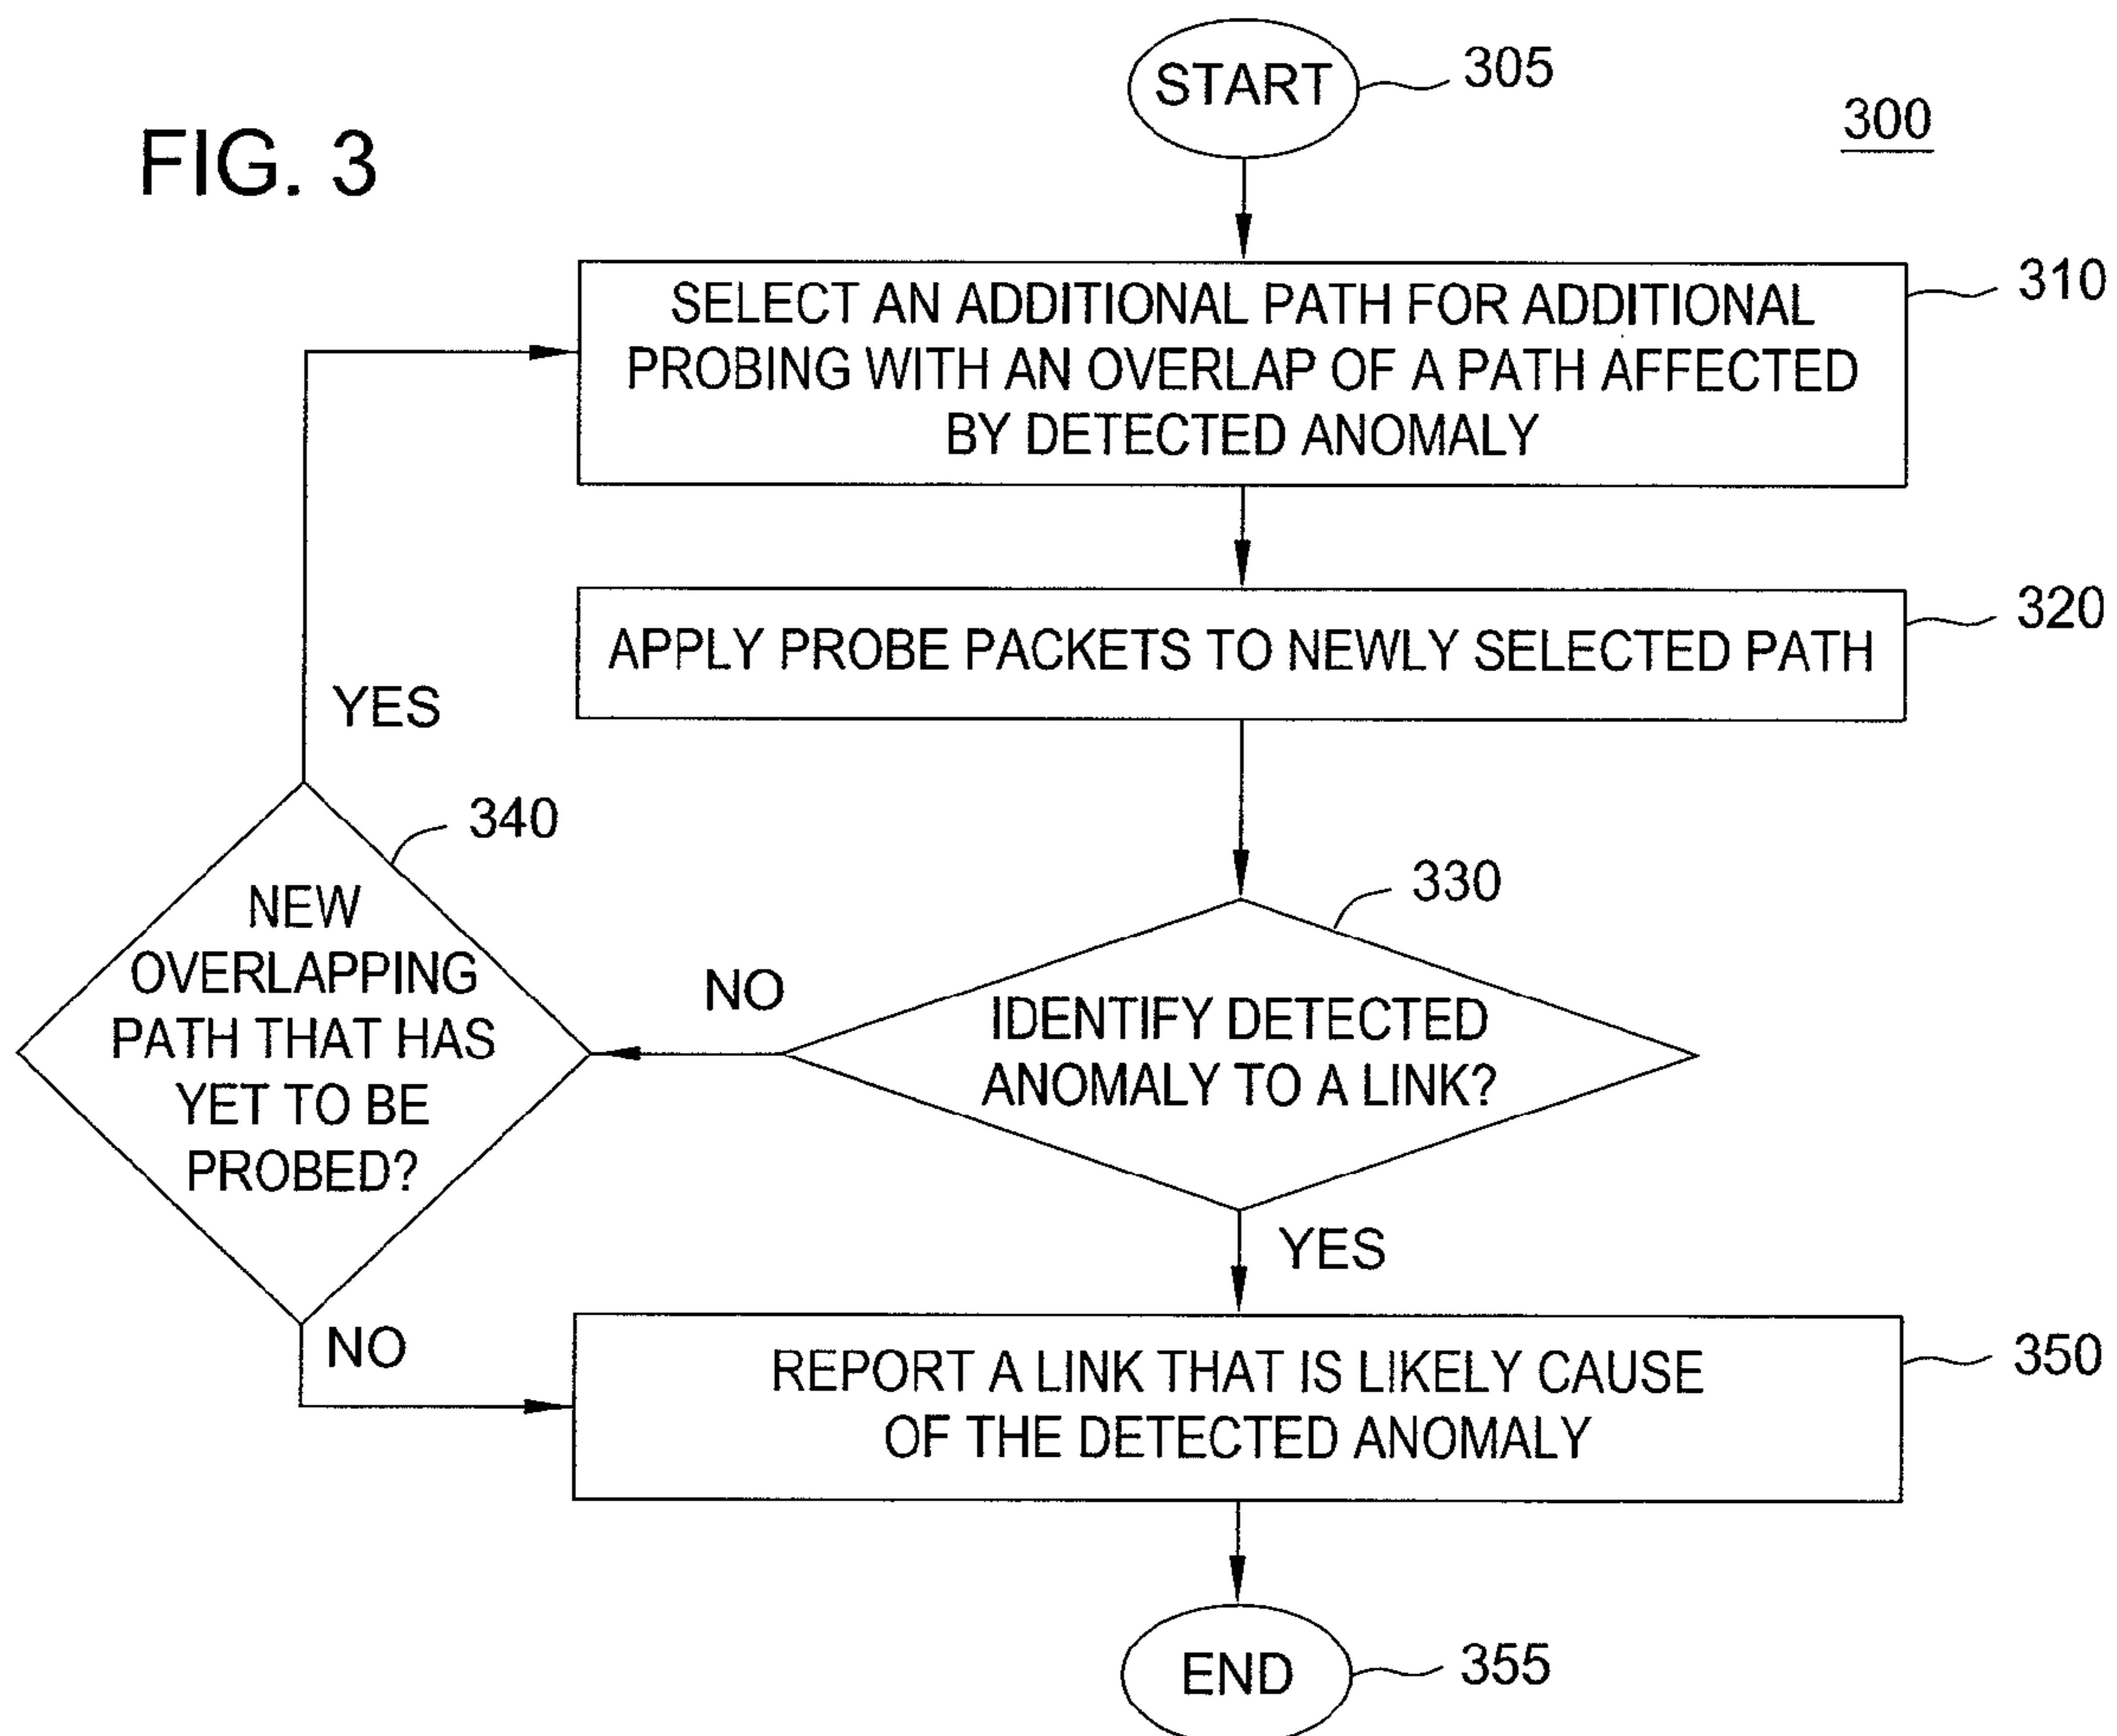 FIG. 3
300
START
305
SELECT AN ADDITIONAL PATH FOR ADDITIONAL
PROBING WITH AN OVERLAP OF A PATH AFFECTED
BY DETECTED ANOMALY
310
APPLY PROBE PACKETS TO NEWLY SELECTED PATH
320
YES
340
NEW
OVERLAPPING
PATH THAT HAS
YET TO BE
PROBED?
NO
330
IDENTIFY DETECTED
ANOMALY TO A LINK?
YES
NO
REPORT A LINK THAT IS LIKELY CAUSE
OF THE DETECTED ANOMALY
350
END
355